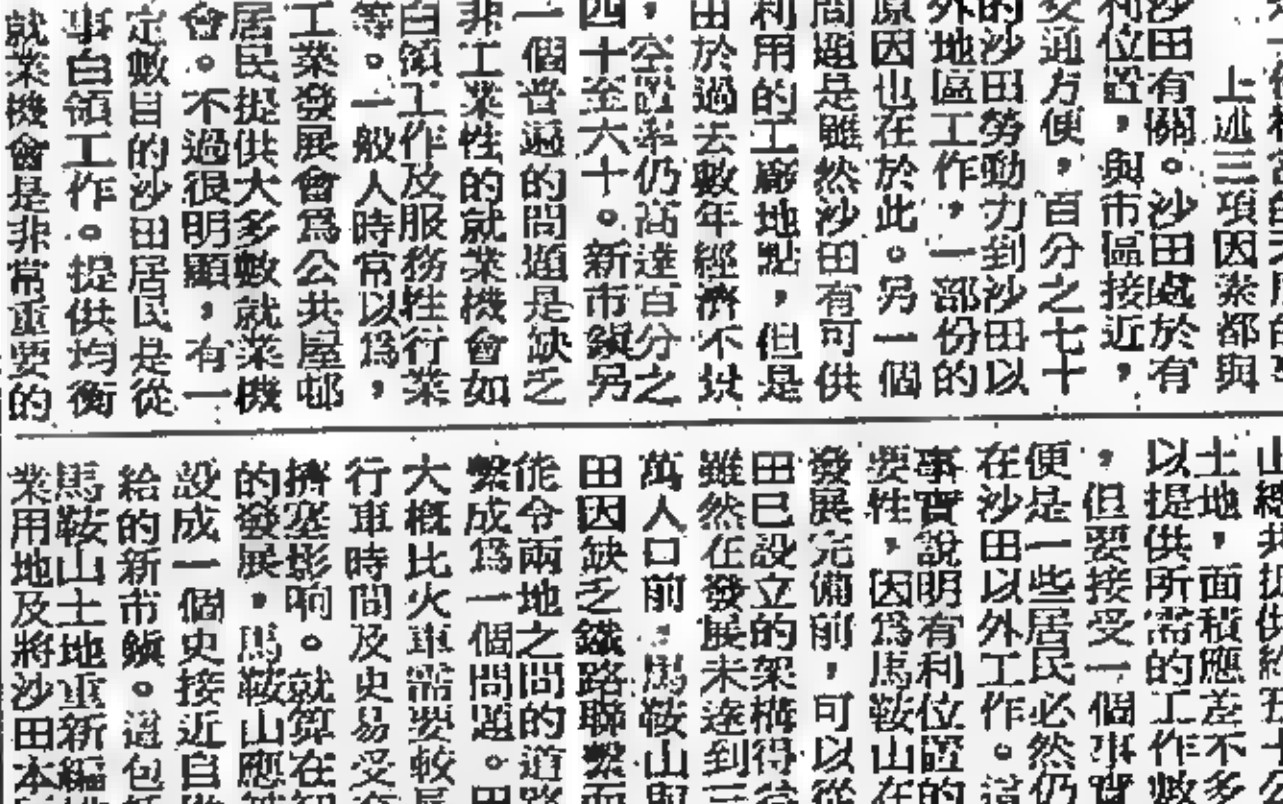 上述三項因素都與
沙田有關。沙田處於有
利位置，與市區接近，
交通方便，百分之七十
的沙田勞動力到沙田以
外地區工作，一部份的
原因也在於此。另一個
問題是雖然沙田有可供
利用的工廠地點，但是
由於過去數年經濟不景
，空置率仍高達百分之
四十至六十。新市鎮另
一個普遍的問題是缺乏
非工業性的就業機會如
白領工作及服務性行業
等。一般人時常以為，
工業發展會為公共屋邨
居民提供大多數就業機
會。不過很明顯，有一
定數目的沙田居民是從
事白領工作。提供均衡
就業機會是非常重要的
土地，面積應差不多
以提供所需的工作數
，但要接受一個事實
便是一些居民必然仍
在沙田以外工作。這
事實說明有利位置的
要性，因為馬鞍山在
發展完備前，可以從
田已設立的架構得
雖然在發展未達到三
萬人口前，馬鞍山與
田因缺乏鐵路聯繫而
能令兩地之間的道路
繫成為一個問題。
大概比火車需要較
行車時間及更易受
擠塞影响。就算在
的發展，馬鞍山應
設成一個更接近自
給的新市鎮。這包
馬鞍山土地重新編
業用地及將沙田本